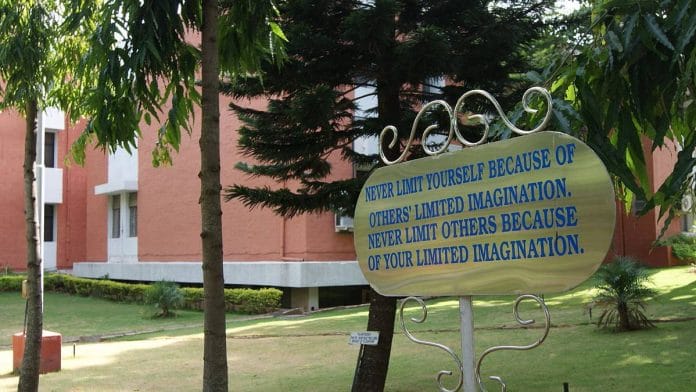 NEVER LIMIT YOURSELF BECAUSE OF
OTHERS' LIMITED IMAGINATION.
NEVER LIMIT OTHERS BECAUSE
OF YOUR LIMITED IMAGINATION.